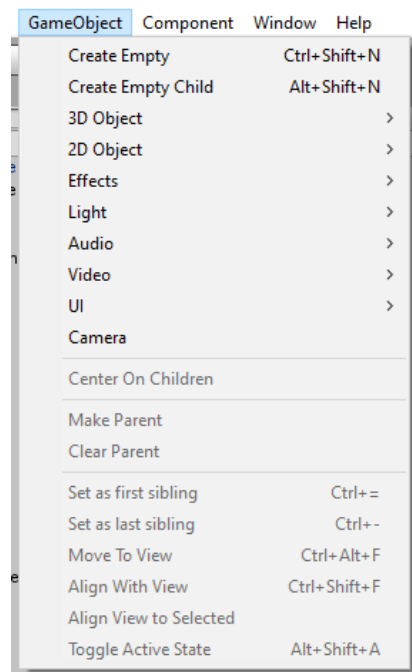 GameObject Component Window Help
Create Empty Ctrl+Shift+N
Create Empty Child Alt+Shift+N
3D Object >
2D Object >
Effects >
Light >
Audio >
Video >
UI >
Camera
Center On Children
Make Parent
Clear Parent
Set as first sibling Ctrl+=
Set as last sibling Ctrl+-
Move To View Ctrl+Alt+F
Align With View Ctrl+Shift+F
Align View to Selected
Toggle Active State Alt+Shift+A